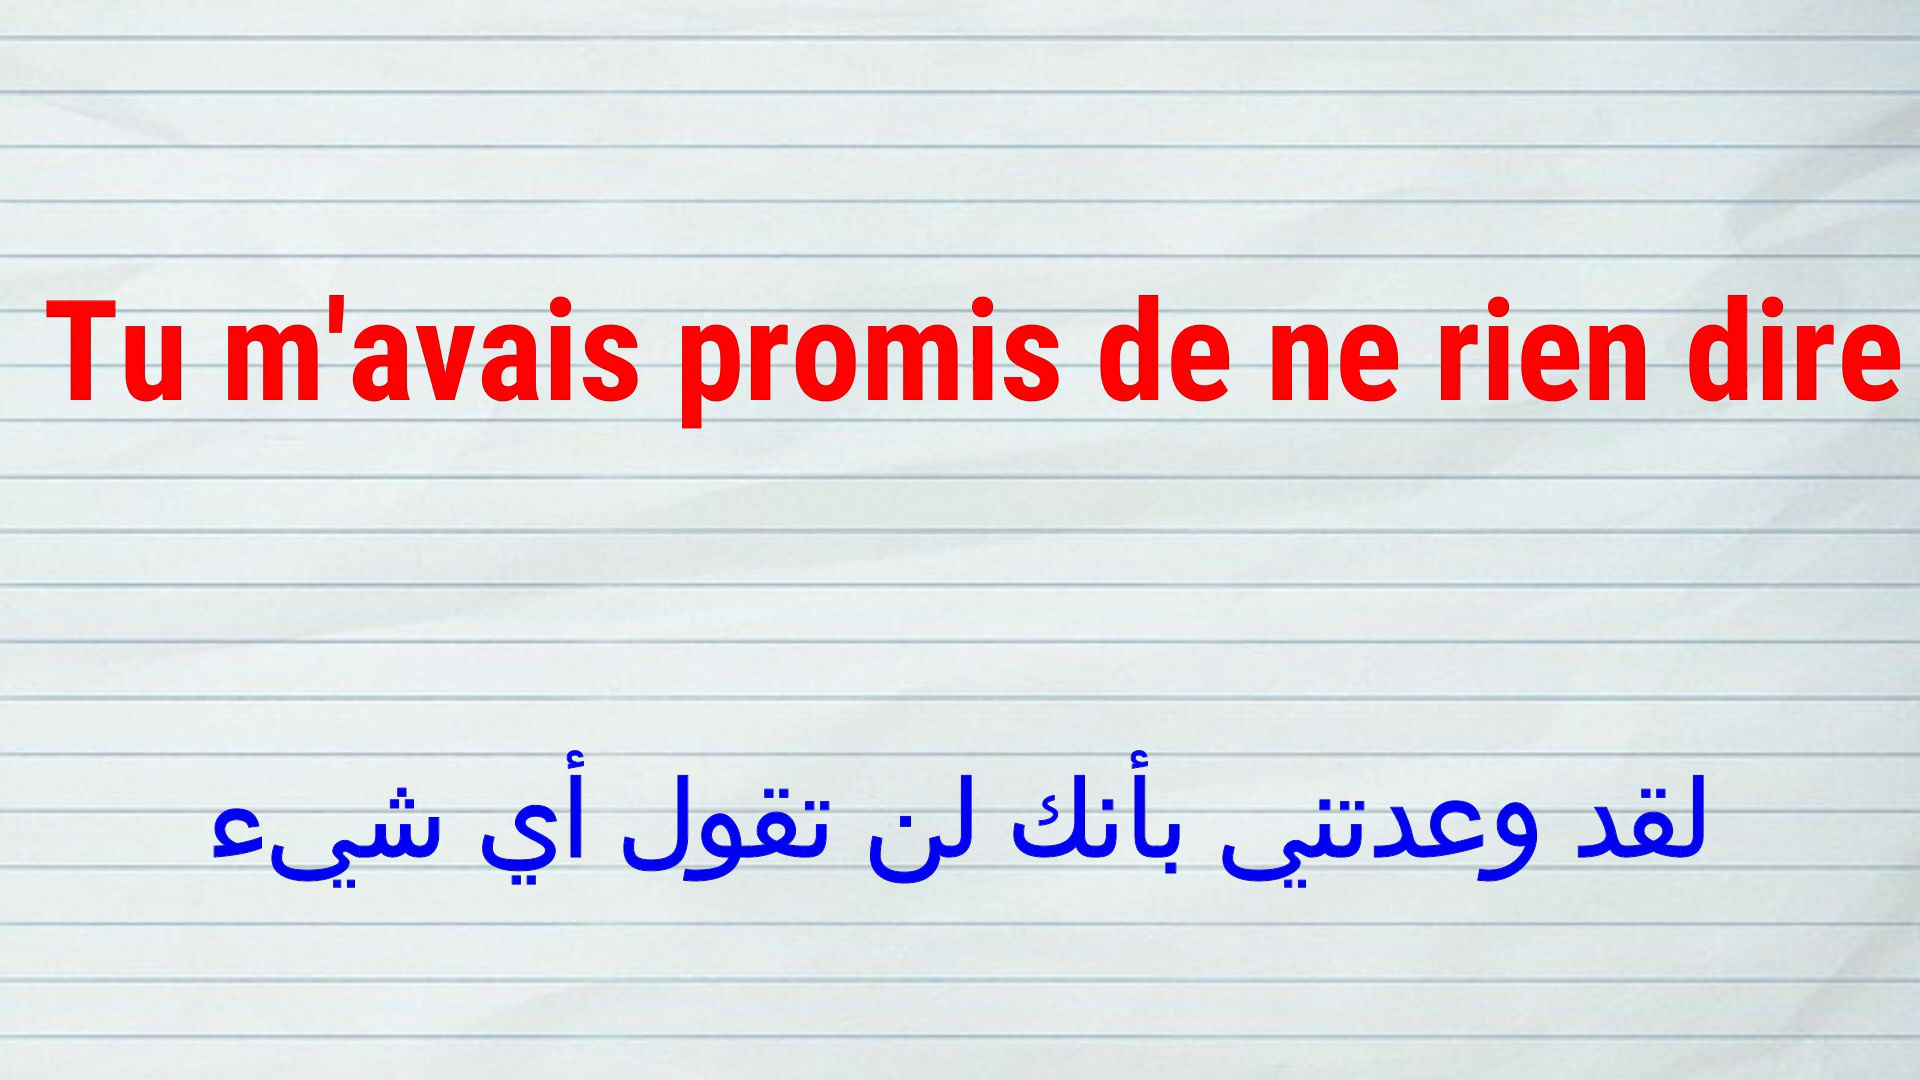 Tu m'avais promis de ne rien dire
لقد وعدتني بأنك لن تقول أي شيء